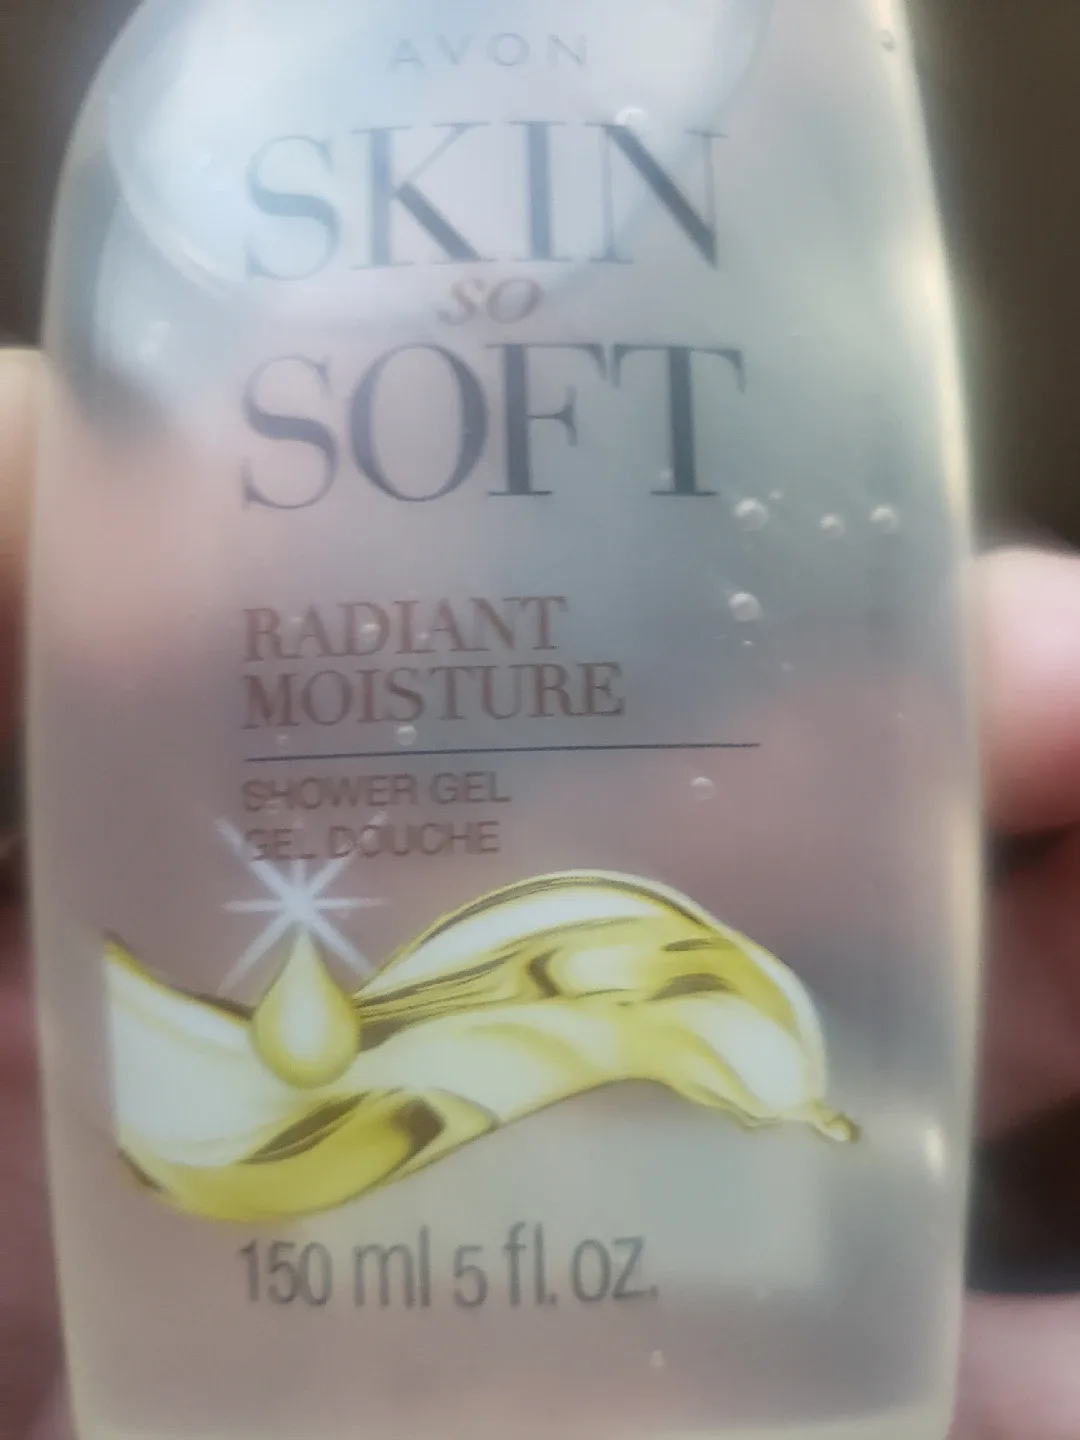 AVON
SKIN
so
SOFT
RADIANT
MOISTURE
SHOWER GEL
GEL DOUCHE
150 ml 5 fl. oz.